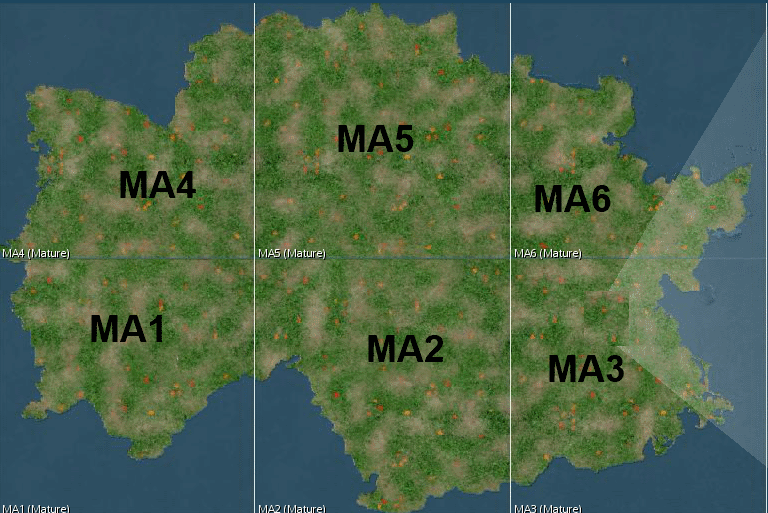 MA5
MA4
MA6
MA4 (Mature)
MA5 (Mature)
MA6 (Mature)
MA1
MA2
MA3
MA1 (Mature)
MA2 (Mature)
MA3 (Mature)